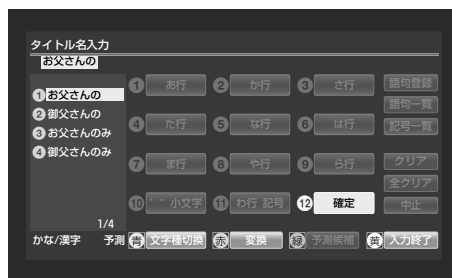 タイトル名入力
お父さんの
1 お父さんの
2 御父さんの
3 お父さんのみ
4 御父さんのみ
1/4
1 あ行 2 か行 3 さ行 語句登録
語句一覧
4 た行 5 な行 6 は行 記号一覧
7 ま行 8 や行 9 ら行 クリア
全クリア
10 ゛゜小文字 11 わ行 記号 12 確定 中止
かな/漢字 予測 青 文字種切換 赤 変換 緑 予測候補 黄 入力終了